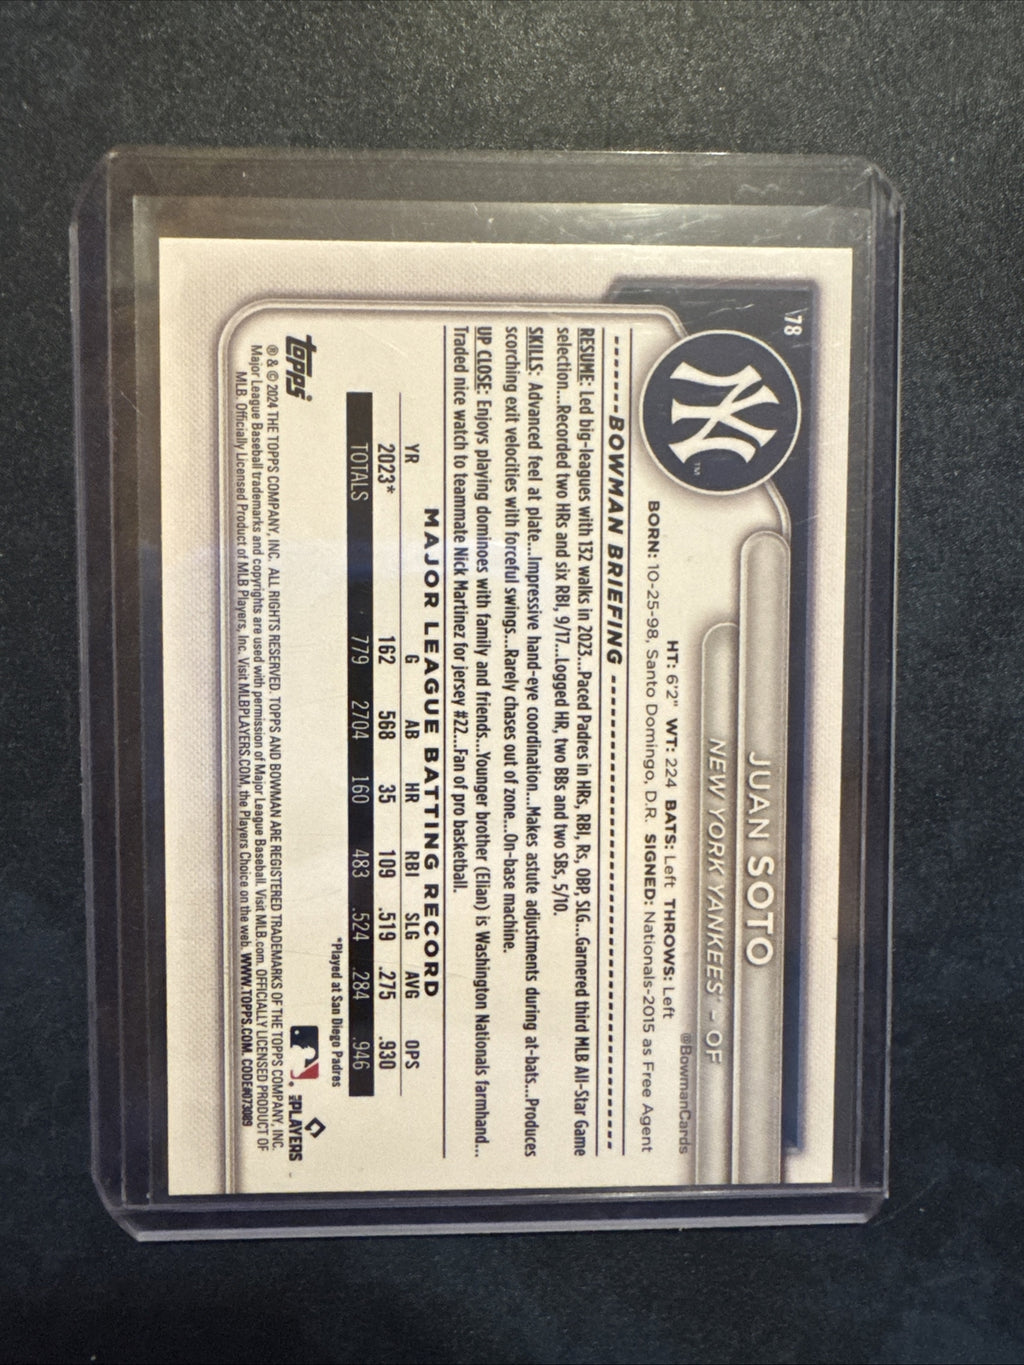 78
NY
™
JUAN SOTO
NEW YORK YANKEES® – OF
@BowmanCards
HT: 6'2" WT: 224 BATS: Left THROWS: Left
BORN: 10-25-98, Santo Domingo, D.R. SIGNED: Nationals-2015 as Free Agent
BOWMAN BRIEFING
RESUME: Led big-leagues with 132 walks in 2023...Paced Padres in HRs, RBI, Rs, OBP, SLG...Garnered third MLB All-Star Game
selection...Recorded two HRs and six RBI, 9/17...Logged HR, two BBs and two SBs, 5/10.
SKILLS: Advanced feel at plate....Impressive hand-eye coordination...Makes astute adjustments during at-bats....Produces
scorching exit velocities with forceful swings...Rarely chases out of zone...On-base machine.
UP CLOSE: Enjoys playing dominoes with family and friends...Younger brother (Elian) is Washington Nationals farmhand...
Traded nice watch to teammate Nick Martinez for jersey #22...Fan of pro basketball.
MAJOR LEAGUE BATTING RECORD
YR G AB HR RBI SLG AVG OPS
2023* 162 568 35 109 .519 .275 .930
TOTALS 779 2704 160 483 .524 .284 .946
*Played at San Diego Padres
topps
PLAYERS
® & © 2024 THE TOPPS COMPANY, INC. ALL RIGHTS RESERVED. TOPPS AND BOWMAN ARE REGISTERED TRADEMARKS OF THE TOPPS COMPANY, INC.
Major League Baseball trademarks and copyrights are used with permission of Major League Baseball. Visit MLB.com. OFFICIALLY LICENSED PRODUCT OF
MLB PLAYERS, Inc. Visit MLBPLAYERS.COM, the Players Choice on the web. WWW.TOPPS.COM. CODE#073089